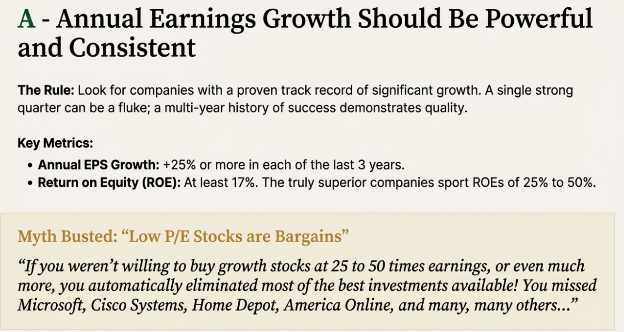 A - Annual Earnings Growth Should Be Powerful
and Consistent
The Rule: Look for companies with a proven track record of significant growth. A single strong
quarter can be a fluke; a multi-year history of success demonstrates quality.
Key Metrics:
• Annual EPS Growth: +25% or more in each of the last 3 years.
• Return on Equity (ROE): At least 17%. The truly superior companies sport ROEs of 25% to 50%.
Myth Busted: “Low P/E Stocks are Bargains”
“If you weren’t willing to buy growth stocks at 25 to 50 times earnings, or even much
more, you automatically eliminated most of the best investments available! You missed
Microsoft, Cisco Systems, Home Depot, America Online, and many, many others...”